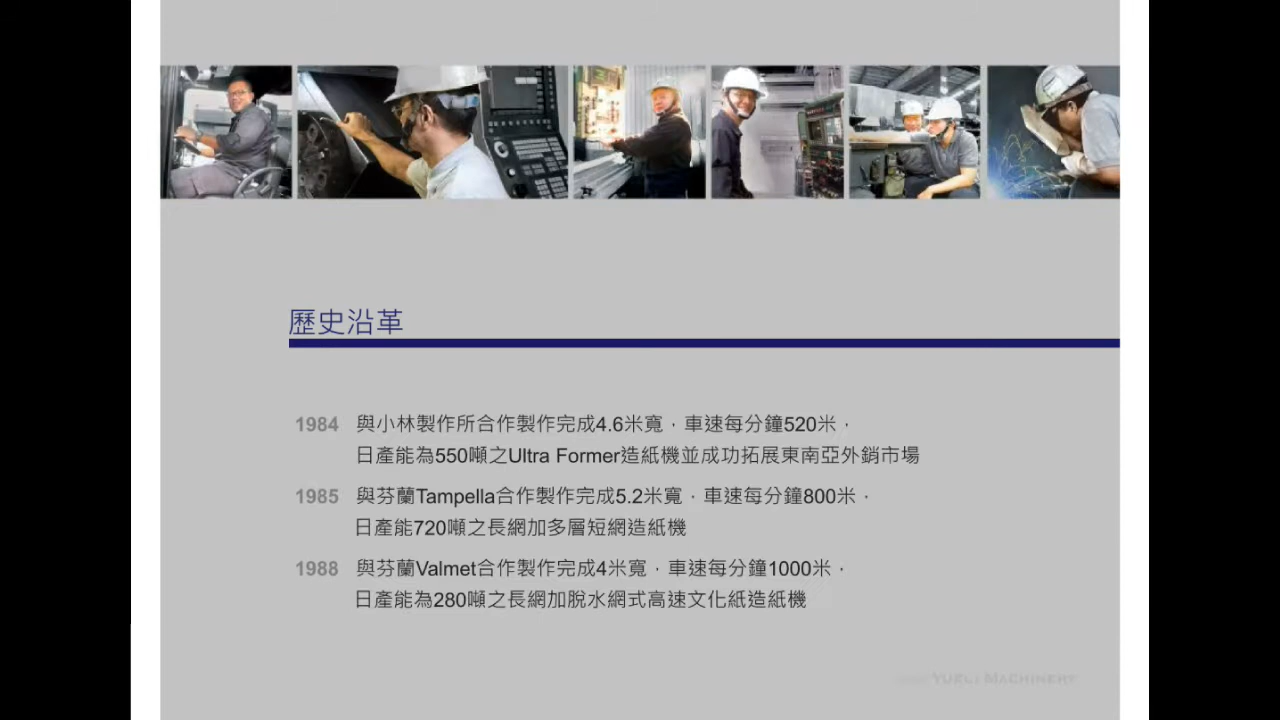 歷史沿革
1984 與小林製作所合作製作完成4.6米寬，車速每分鐘520米，
日產能為550噸之Ultra Former造紙機並成功拓展東南亞外銷市場
1985 與芬蘭Tampella合作製作完成5.2米寬，車速每分鐘800米，
日產能720噸之長網加多層短網造紙機
1988 與芬蘭Valmet合作製作完成4米寬，車速每分鐘1000米，
日產能為280噸之長網加脫水網式高速文化紙造紙機
YUELI MACHINERY